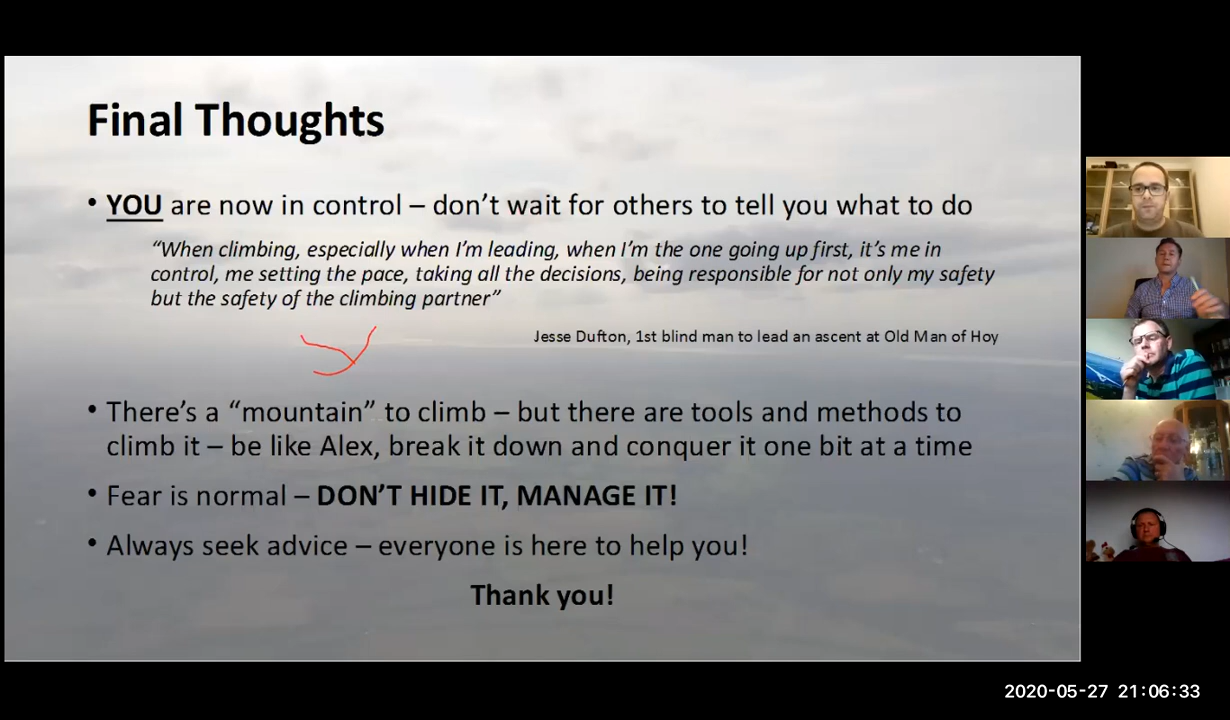 Final Thoughts
• YOU are now in control – don’t wait for others to tell you what to do
“When climbing, especially when I’m leading, when I’m the one going up first, it’s me in
control, me setting the pace, taking all the decisions, being responsible for not only my safety
but the safety of the climbing partner”
Jesse Dufton, 1st blind man to lead an ascent at Old Man of Hoy
• There’s a “mountain” to climb – but there are tools and methods to
climb it – be like Alex, break it down and conquer it one bit at a time
• Fear is normal – DON’T HIDE IT, MANAGE IT!
• Always seek advice – everyone is here to help you!
Thank you!
2020-05-27 21:06:33